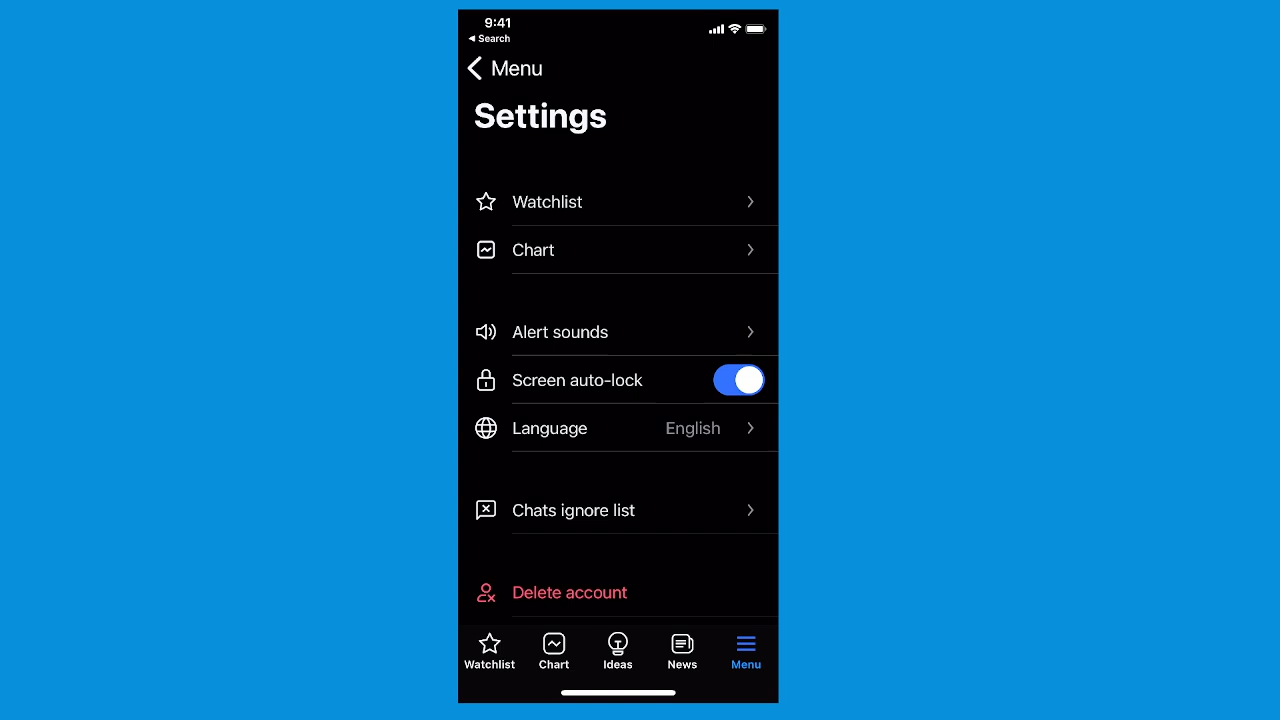 9:41
Search
Menu
Settings
Watchlist
Chart
Alert sounds
Screen auto-lock
Language English
Chats ignore list
Delete account
Watchlist Chart Ideas News Menu